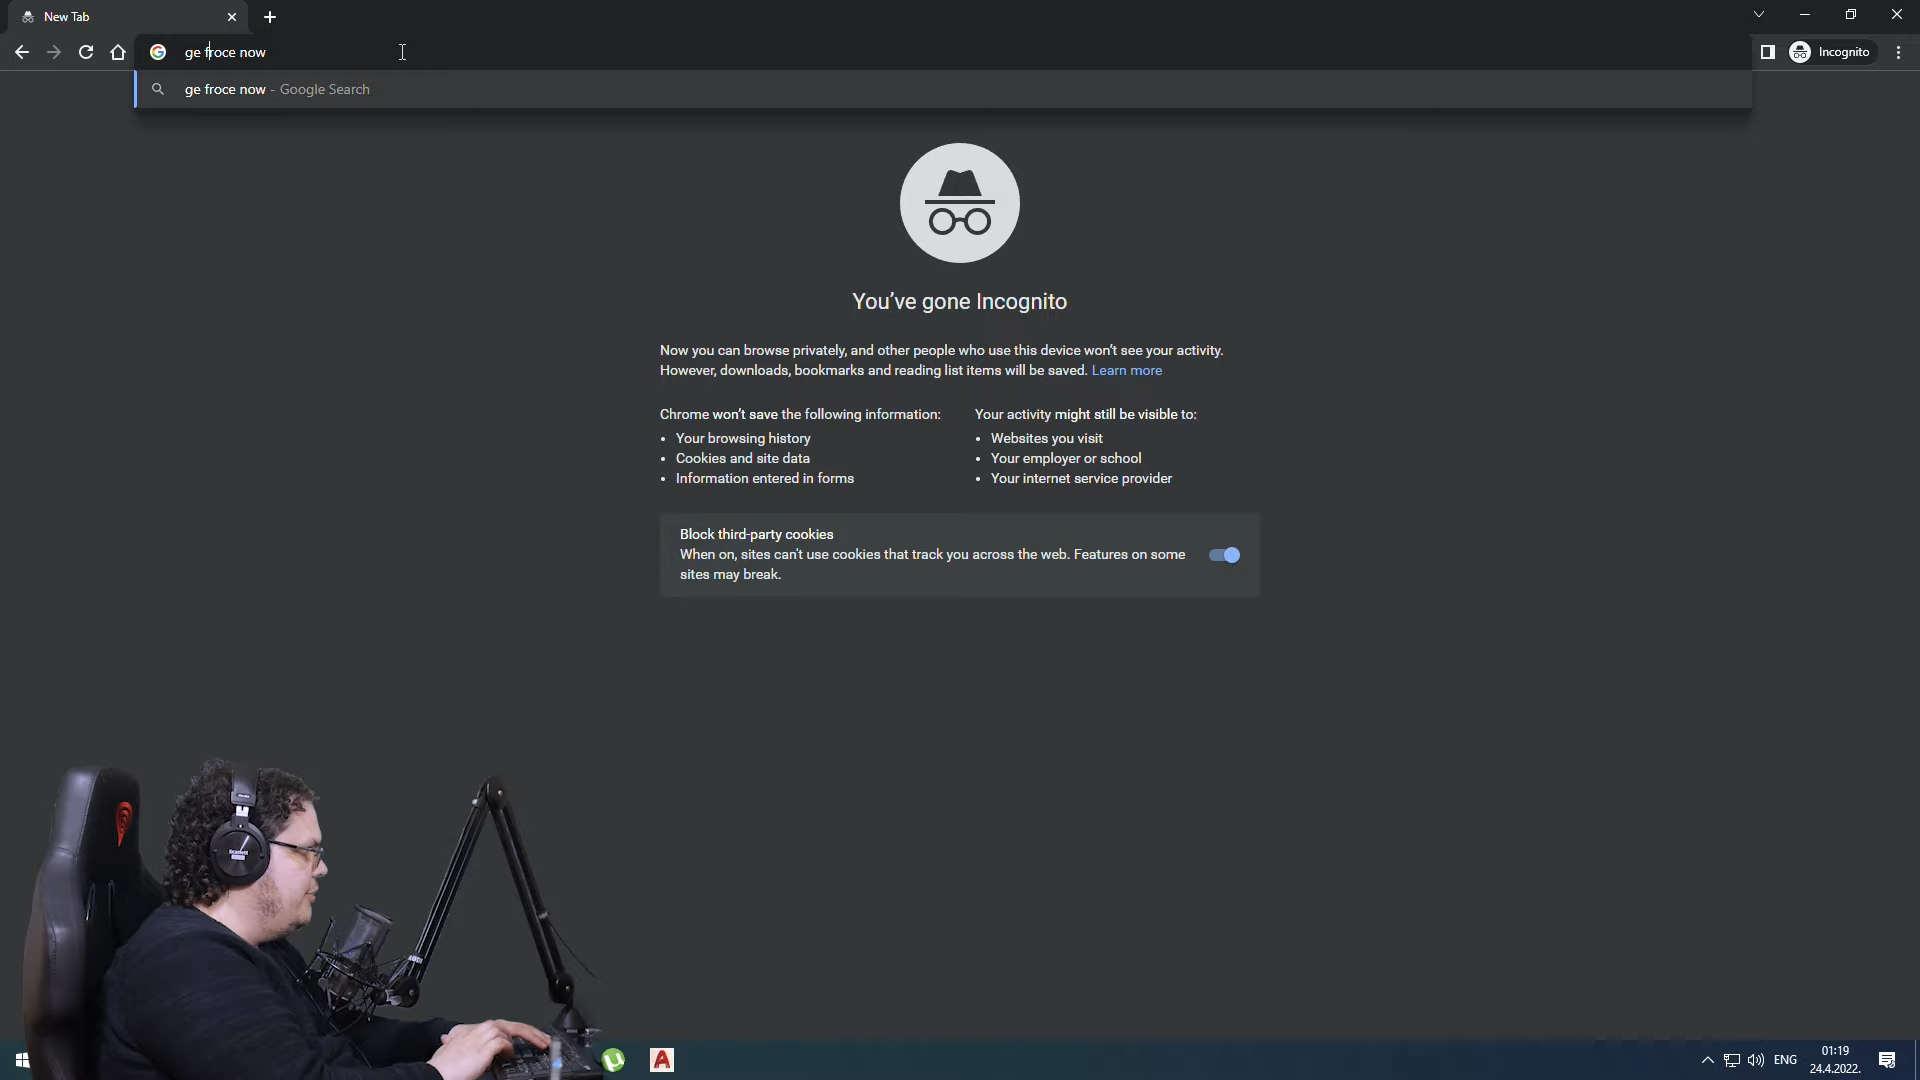 New Tab
ge froce now
Incognito
ge froce now - Google Search
You've gone Incognito
Now you can browse privately, and other people who use this device won't see your activity.
However, downloads, bookmarks and reading list items will be saved. Learn more
Chrome won't save the following information:
• Your browsing history
• Cookies and site data
• Information entered in forms
Your activity might still be visible to:
• Websites you visit
• Your employer or school
• Your internet service provider
Block third-party cookies
When on, sites can't use cookies that track you across the web. Features on some
sites may break.
ENG
01:19
24.4.2022.